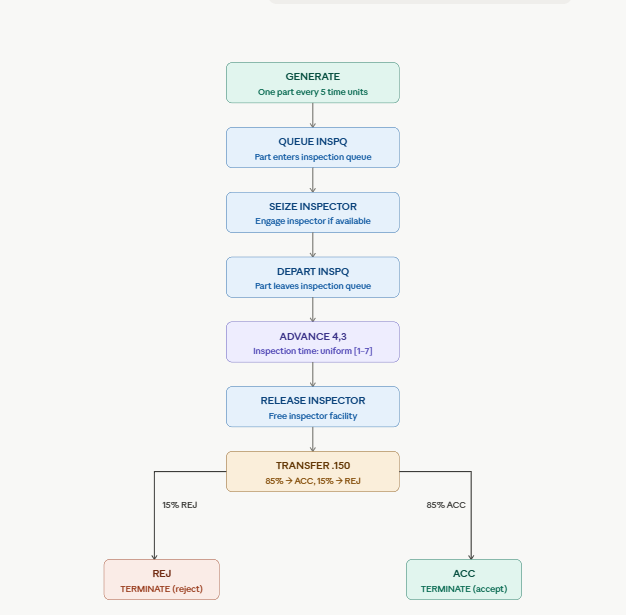 GENERATE
One part every 5 time units
QUEUE INSPQ
Part enters inspection queue
SEIZE INSPECTOR
Engage inspector if available
DEPART INSPQ
Part leaves inspection queue
ADVANCE 4,3
Inspection time: uniform [1–7]
RELEASE INSPECTOR
Free inspector facility
TRANSFER .150
85% → ACC, 15% → REJ
15% REJ
85% ACC
REJ
TERMINATE (reject)
ACC
TERMINATE (accept)